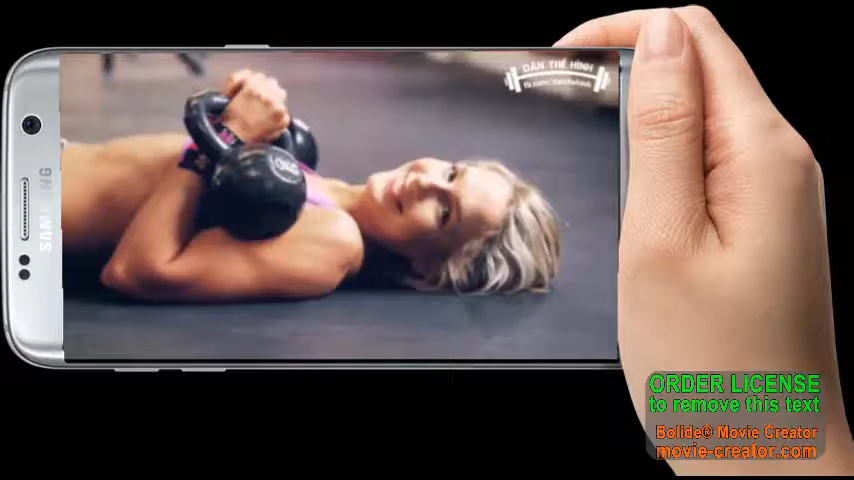 DÂN THỂ HÌNH
SAMSUNG
ORDER LICENSE
to remove this text
Bolide® Movie Creator
movie-creator.com